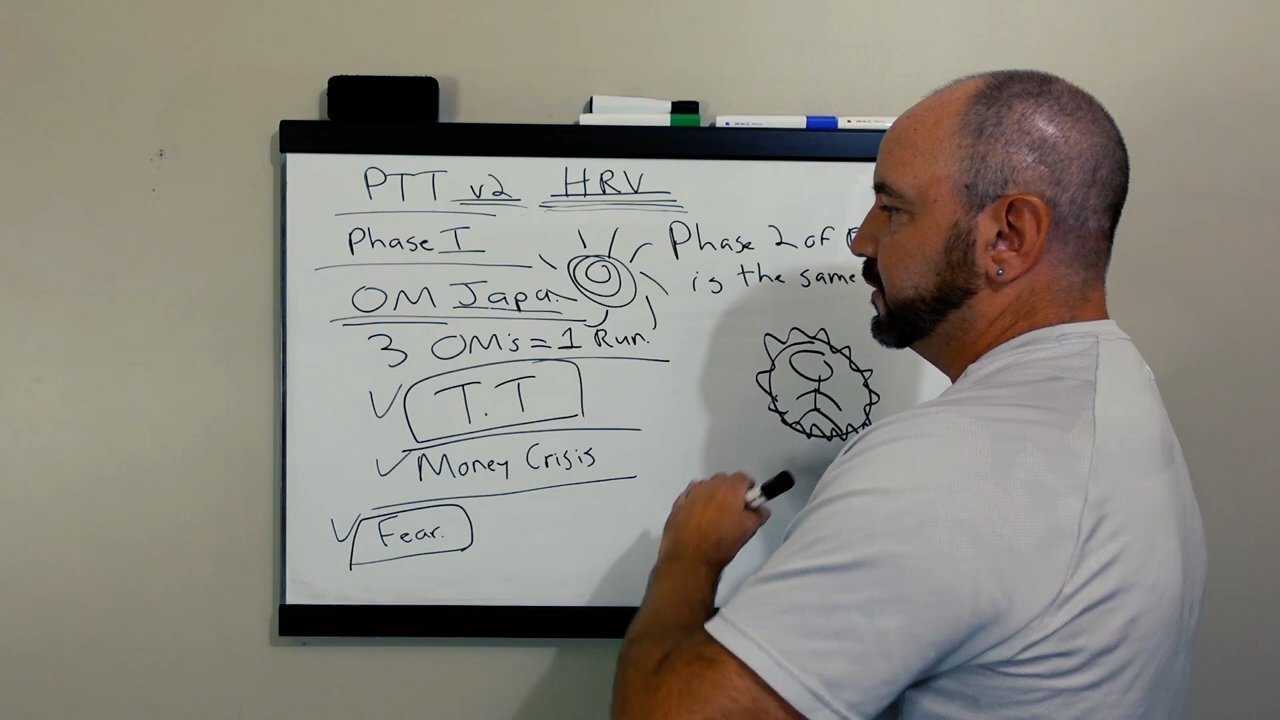 PTT v2 HRV
Phase I
OM Japa.
3 OM's = 1 Run.
T.T
Money Crisis
Fear.
Phase 2 of
is the same